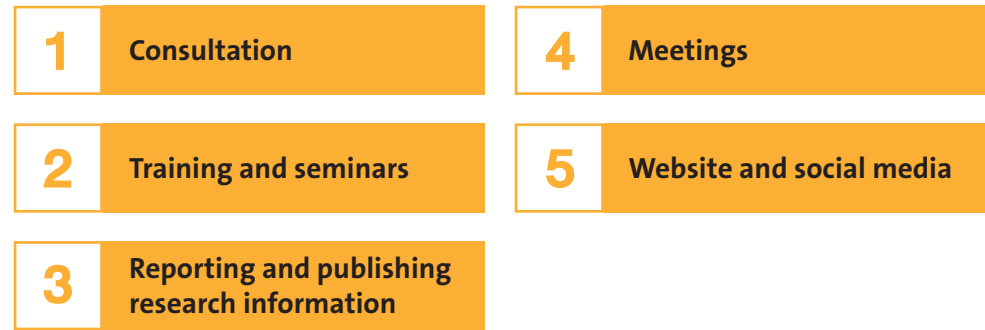 1 Consultation
2 Training and seminars
3 Reporting and publishing
research information
4 Meetings
5 Website and social media